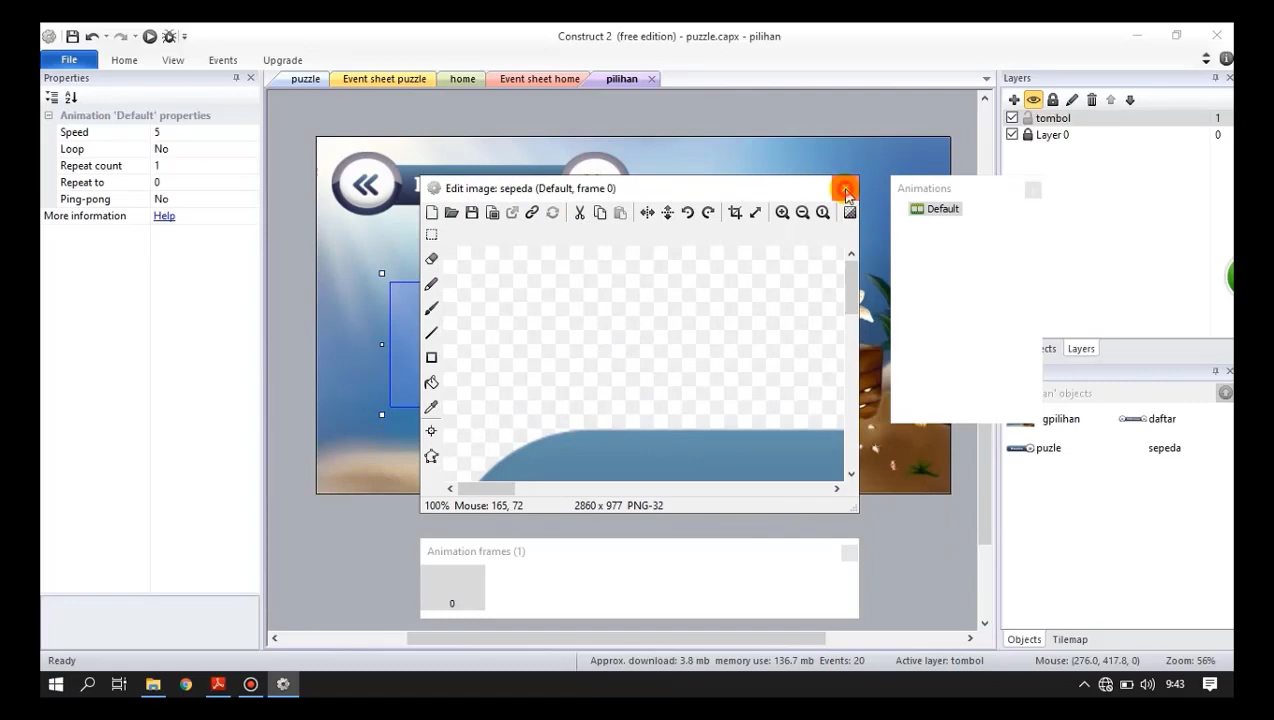 Construct 2 (free edition) - puzzle.capx - pilihan
File Home View Events Upgrade
Properties
puzzle Event sheet puzzle home Event sheet home pilihan
Layers
Animation 'Default' properties
Speed 5
Loop No
Repeat count 1
Repeat to 0
Ping-pong No
More information Help
tombol 1
Layer 0 0
Edit image: sepeda (Default, frame 0)
Animations
Default
Layers
objects
daftar
puzle sepeda
100% Mouse: 165, 72 2860 x 977 PNG-32
Animation frames (1)
0
Objects Tilemap
Ready Approx. download: 3.8 mb memory use: 136.7 mb Events: 20 Active layer: tombol Mouse: (276.0, 417.8, 0) Zoom: 56%
9:43